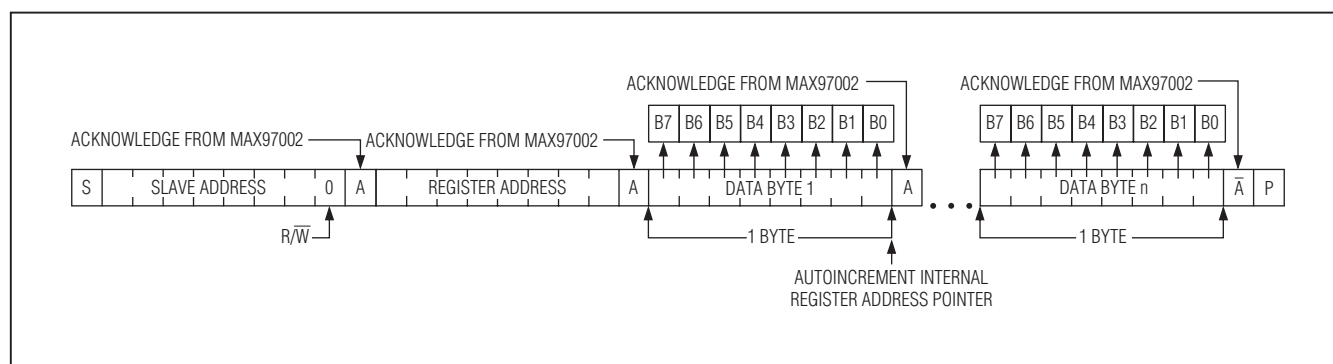 ACKNOWLEDGE FROM MAX97002 ACKNOWLEDGE FROM MAX97002
B7 B6 B5 B4 B3 B2 B1 B0 B7 B6 B5 B4 B3 B2 B1 B0
ACKNOWLEDGE FROM MAX97002 ACKNOWLEDGE FROM MAX97002
S SLAVE ADDRESS 0 A REGISTER ADDRESS A DATA BYTE 1 A • • • DATA BYTE n A̅ P
R/W̅ 1 BYTE 1 BYTE
AUTOINCREMENT INTERNAL
REGISTER ADDRESS POINTER